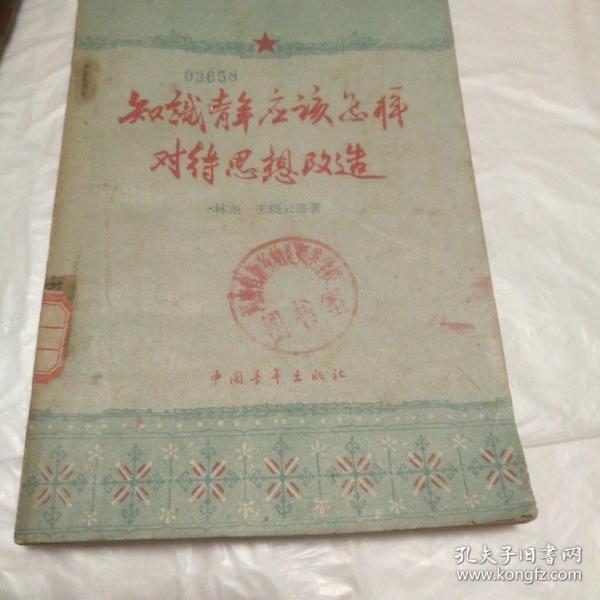 03658
知識青年应該怎样
对待思想改造
林尧 王晓云等著
图书室
中国青年出版社
孔夫子旧书网
www.kongfz.com